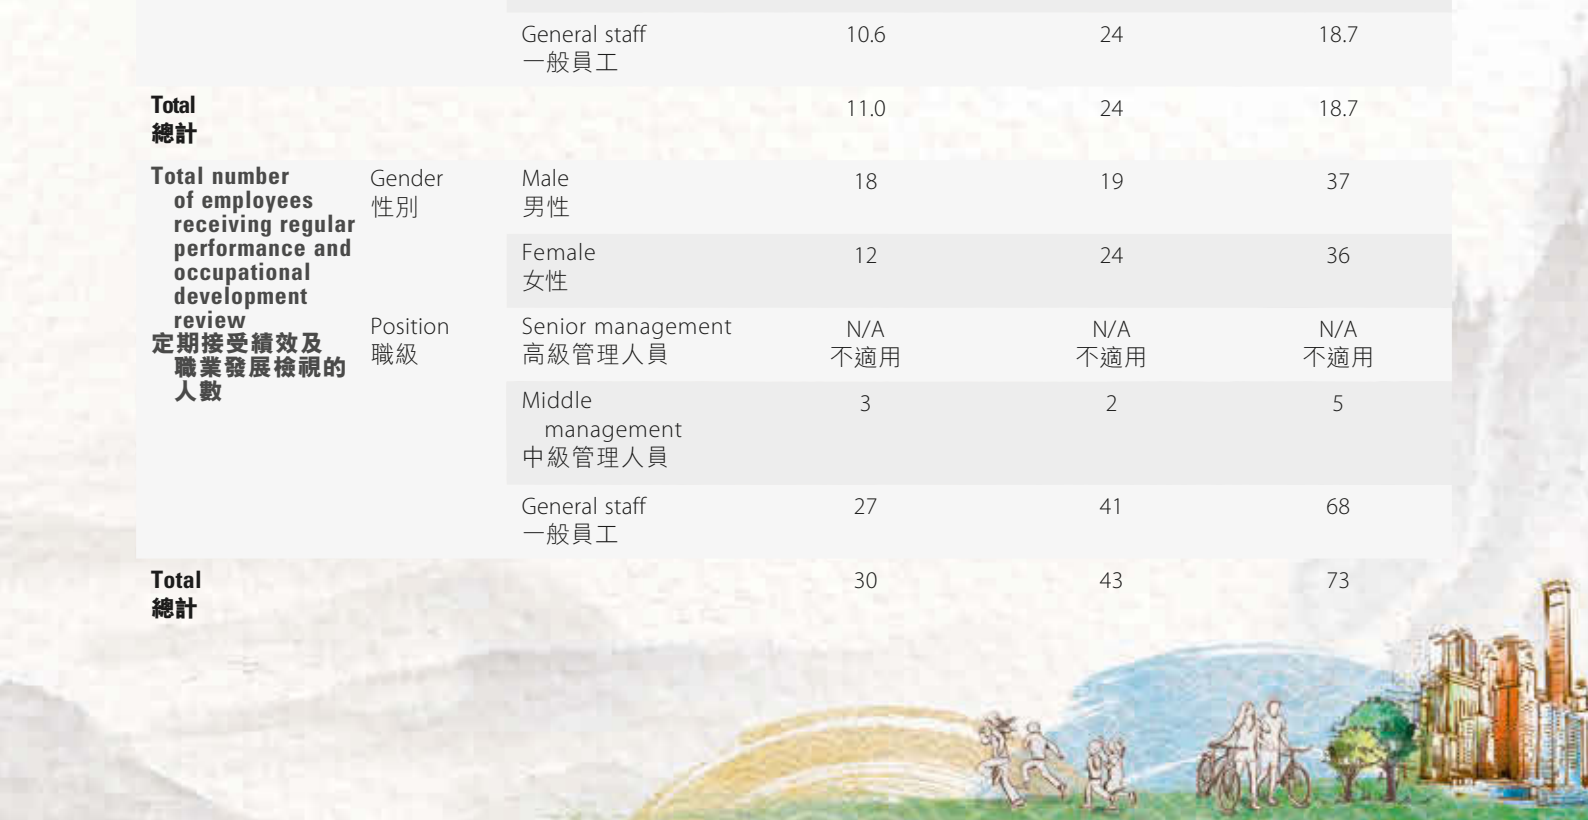 General staff 10.6 24 18.7
一般員工
Total 11.0 24 18.7
總計
Total number
of employees
receiving regular
performance and
occupational
development
review
定期接受績效及
職業發展檢視的
人數
Gender
性別
Male 18 19 37
男性
Female 12 24 36
女性
Position
職級
Senior management N/A N/A N/A
高級管理人員 不適用 不適用 不適用
Middle 3 2 5
management
中級管理人員
General staff 27 41 68
一般員工
Total 30 43 73
總計